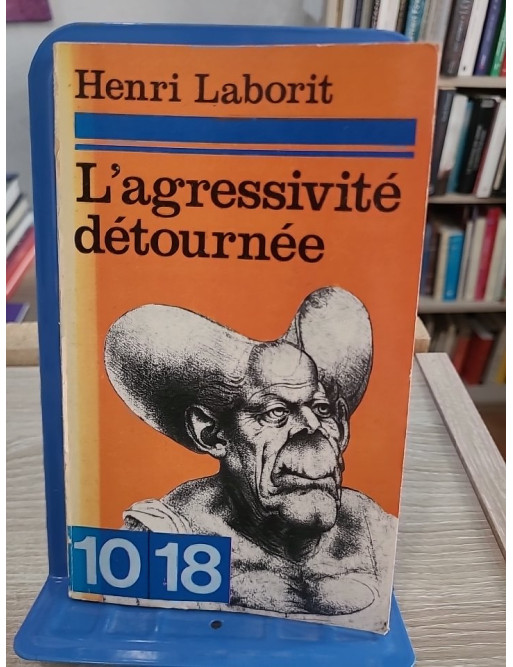 Henri Laborit
L'agressivité
détournée
10 18